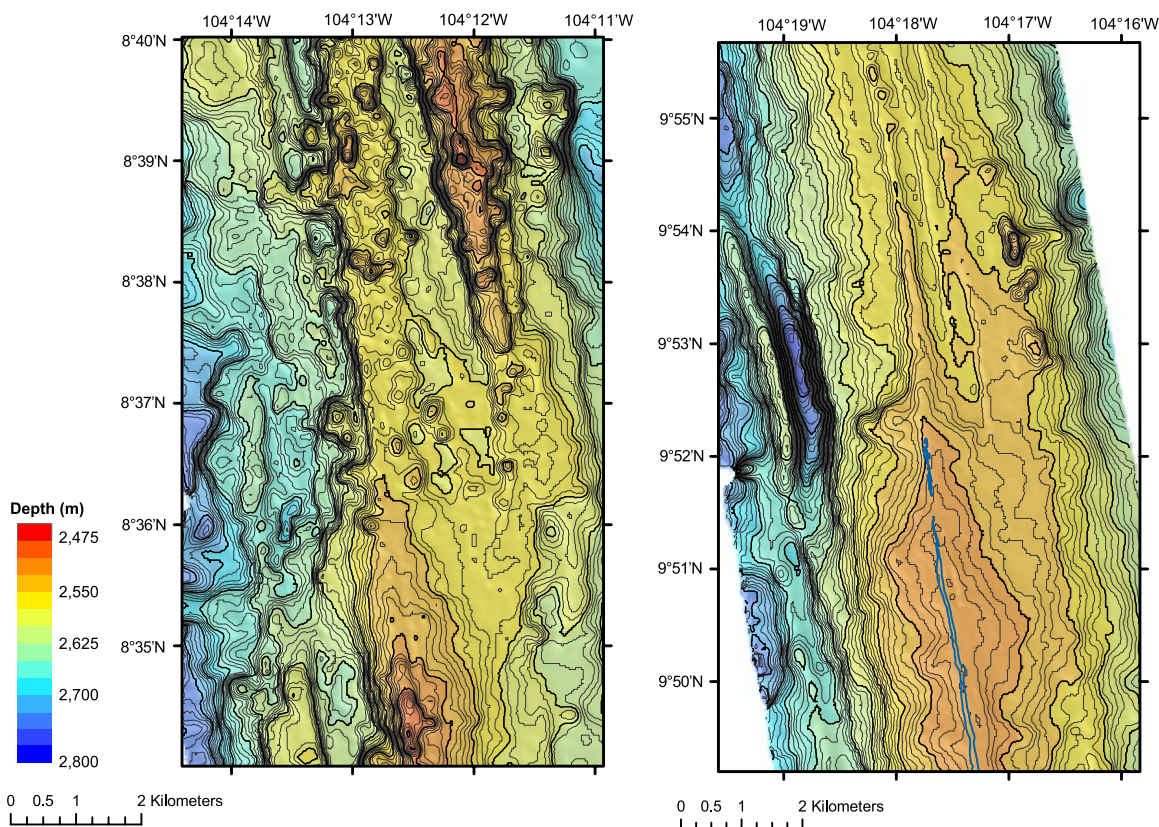 104°14'W 104°13'W 104°12'W 104°11'W
8°40'N
8°39'N
8°38'N
8°37'N
8°36'N
8°35'N
Depth (m)
2,475
2,550
2,625
2,700
2,800
0 0.5 1 2 Kilometers
104°19'W 104°18'W 104°17'W 104°16'W
9°55'N
9°54'N
9°53'N
9°52'N
9°51'N
9°50'N
0 0.5 1 2 Kilometers